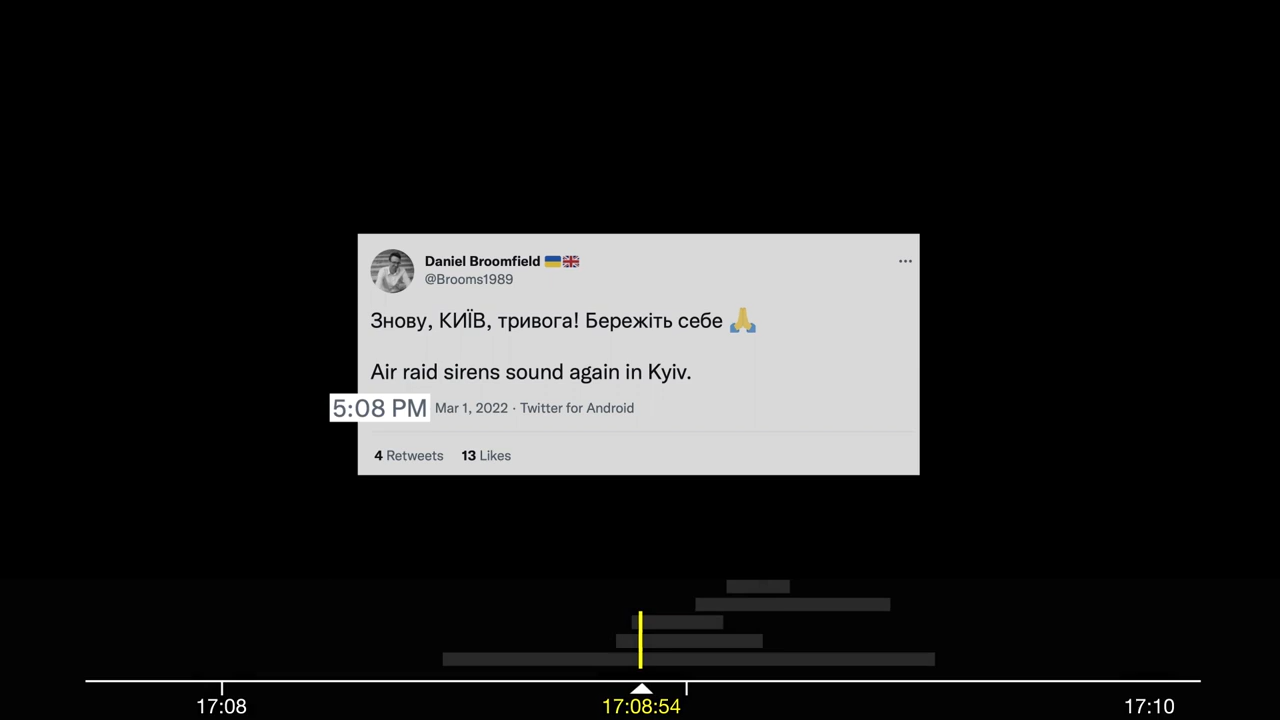 Daniel Broomfield 🇺🇦🇬🇧
@Brooms1989
Знову, КИЇВ, тривога! Бережіть себе 🙏
Air raid sirens sound again in Kyiv.
5:08 PM Mar 1, 2022 · Twitter for Android
4 Retweets 13 Likes
17:08 17:08:54 17:10